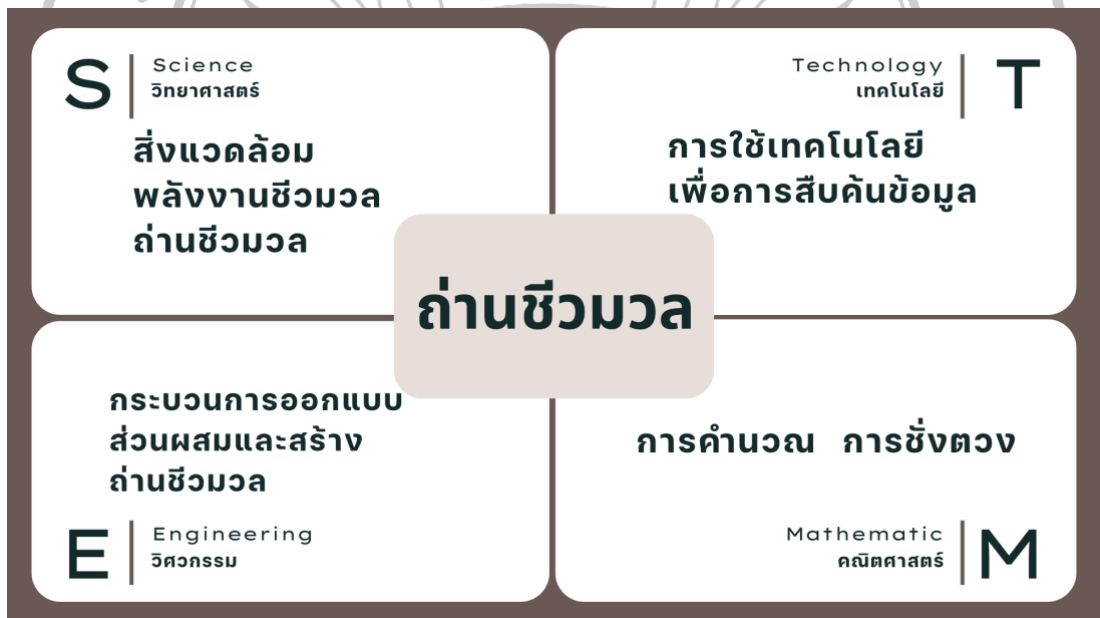 S
Science
วิทยาศาสตร์
สิ่งแวดล้อม
พลังงานชีวมวล
ถ่านชีวมวล
Technology
เทคโนโลยี
T
การใช้เทคโนโลยี
เพื่อการสืบค้นข้อมูล
ถ่านชีวมวล
กระบวนการออกแบบ
ส่วนผสมและสร้าง
ถ่านชีวมวล
E
Engineering
วิศวกรรม
การคำนวณ การชั่งตวง
Mathematic
คณิตศาสตร์
M